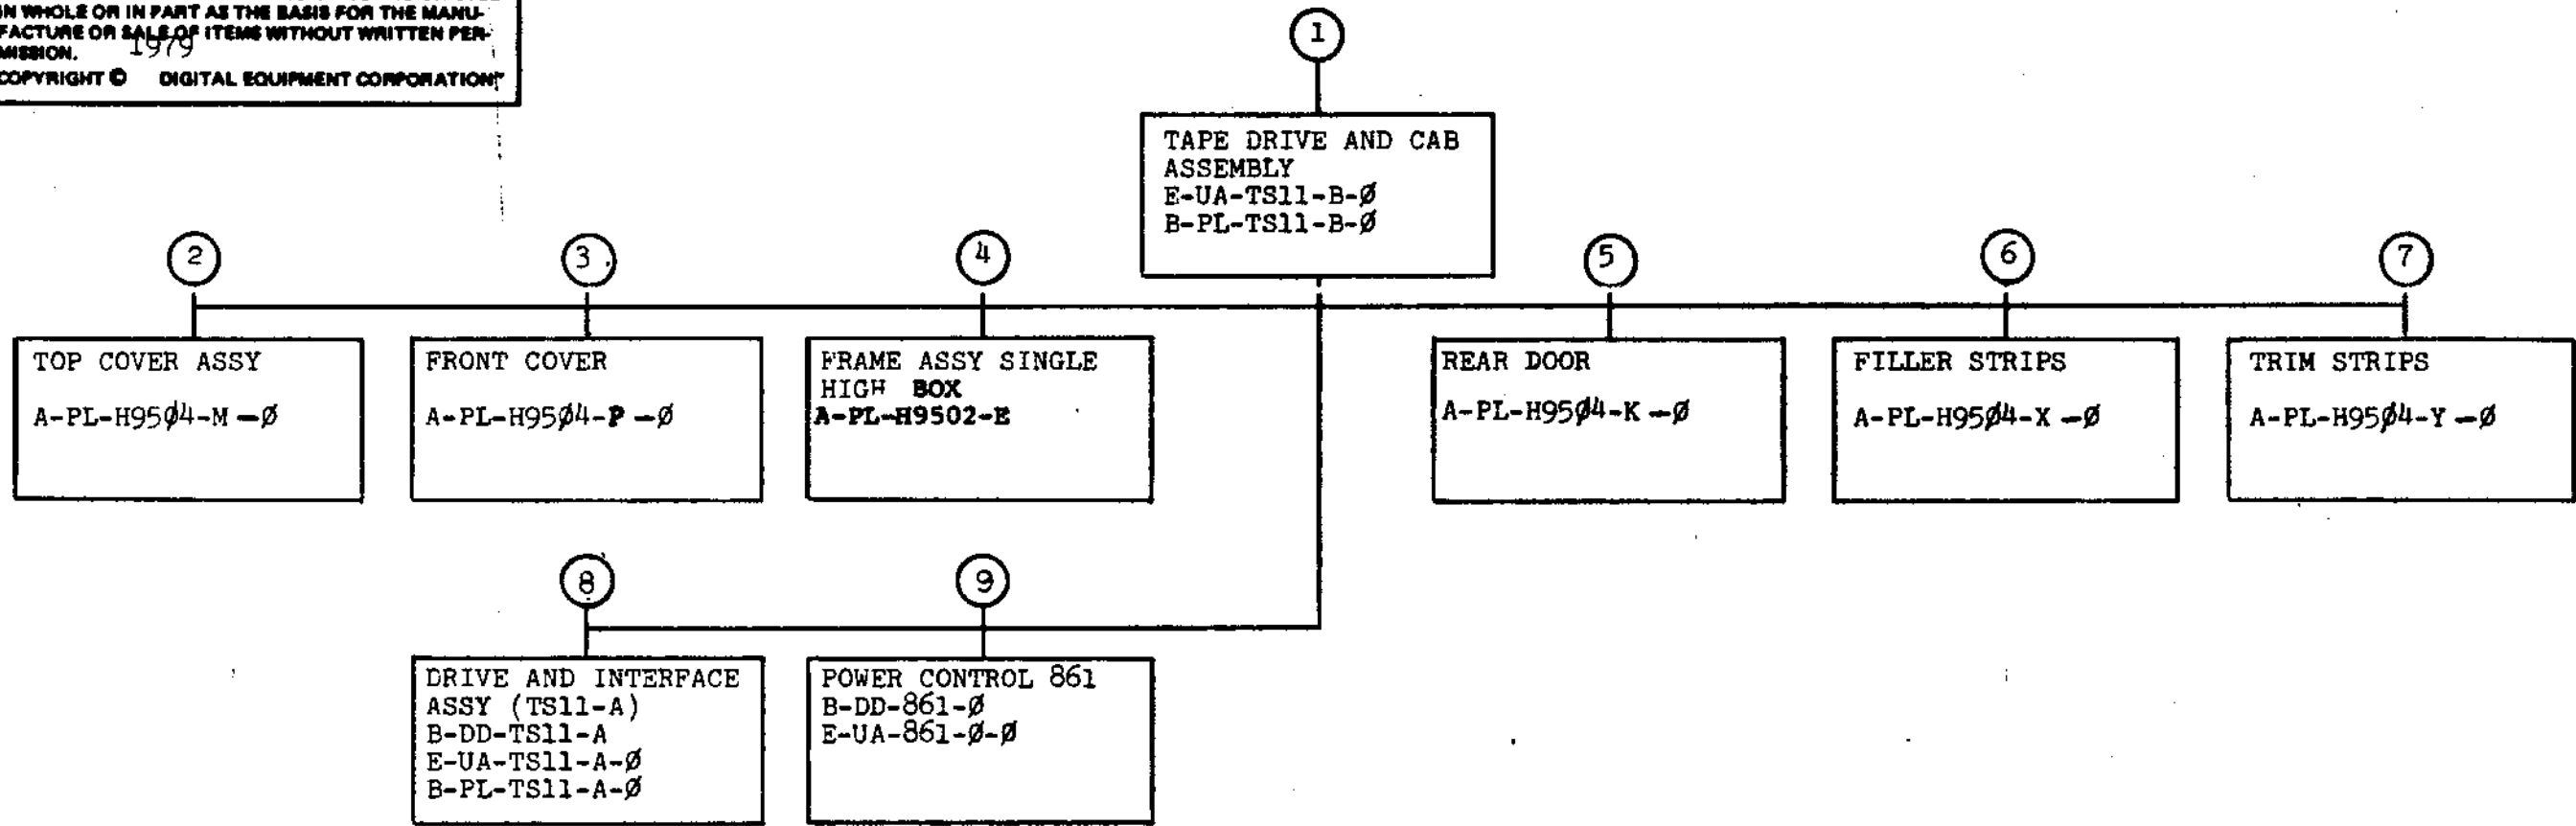 IN WHOLE OR IN PART AS THE BASIS FOR THE MANU-
FACTURE OR SALE OF ITEMS WITHOUT WRITTEN PER-
MISSION. 1979
COPYRIGHT © DIGITAL EQUIPMENT CORPORATION"
1
TAPE DRIVE AND CAB
ASSEMBLY
E-UA-TS11-B-Ø
B-PL-TS11-B-Ø
2
TOP COVER ASSY
A-PL-H95Ø4-M-Ø
3
FRONT COVER
A-PL-H95Ø4-P-Ø
4
FRAME ASSY SINGLE
HIGH BOX
A-PL-H9502-E
5
REAR DOOR
A-PL-H95Ø4-K-Ø
6
FILLER STRIPS
A-PL-H95Ø4-X-Ø
7
TRIM STRIPS
A-PL-H95Ø4-Y-Ø
8
DRIVE AND INTERFACE
ASSY (TS11-A)
B-DD-TS11-A
E-UA-TS11-A-Ø
B-PL-TS11-A-Ø
9
POWER CONTROL 861
B-DD-861-Ø
E-UA-861-Ø-Ø